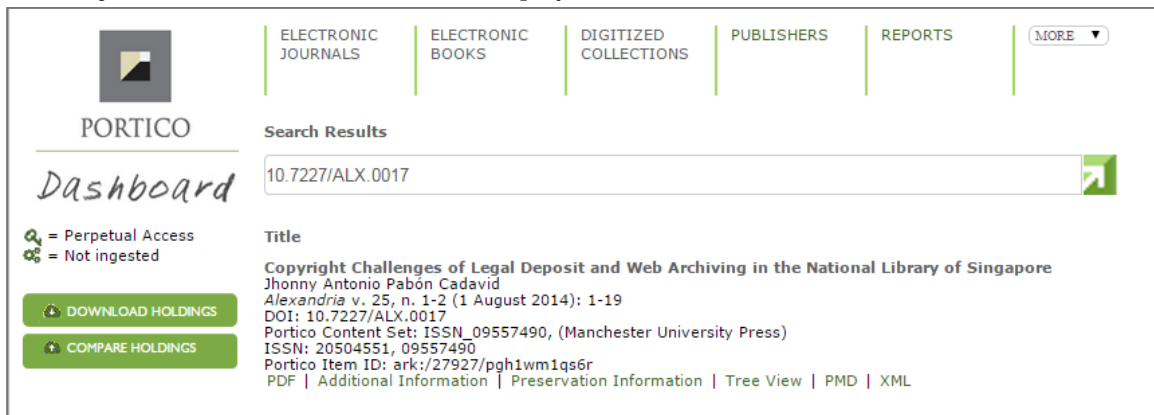 ELECTRONIC JOURNALS
ELECTRONIC BOOKS
DIGITIZED COLLECTIONS
PUBLISHERS
REPORTS
MORE ▼
PORTICO
Dashboard
= Perpetual Access
= Not ingested
DOWNLOAD HOLDINGS
COMPARE HOLDINGS
Search Results
10.7227/ALX.0017
Title
Copyright Challenges of Legal Deposit and Web Archiving in the National Library of Singapore
Jhonny Antonio Pabón Cadavid
Alexandria v. 25, n. 1-2 (1 August 2014): 1-19
DOI: 10.7227/ALX.0017
Portico Content Set: ISSN_09557490, (Manchester University Press)
ISSN: 20504551, 09557490
Portico Item ID: ark:/27927/pgh1wm1qs6r
PDF | Additional Information | Preservation Information | Tree View | PMD | XML